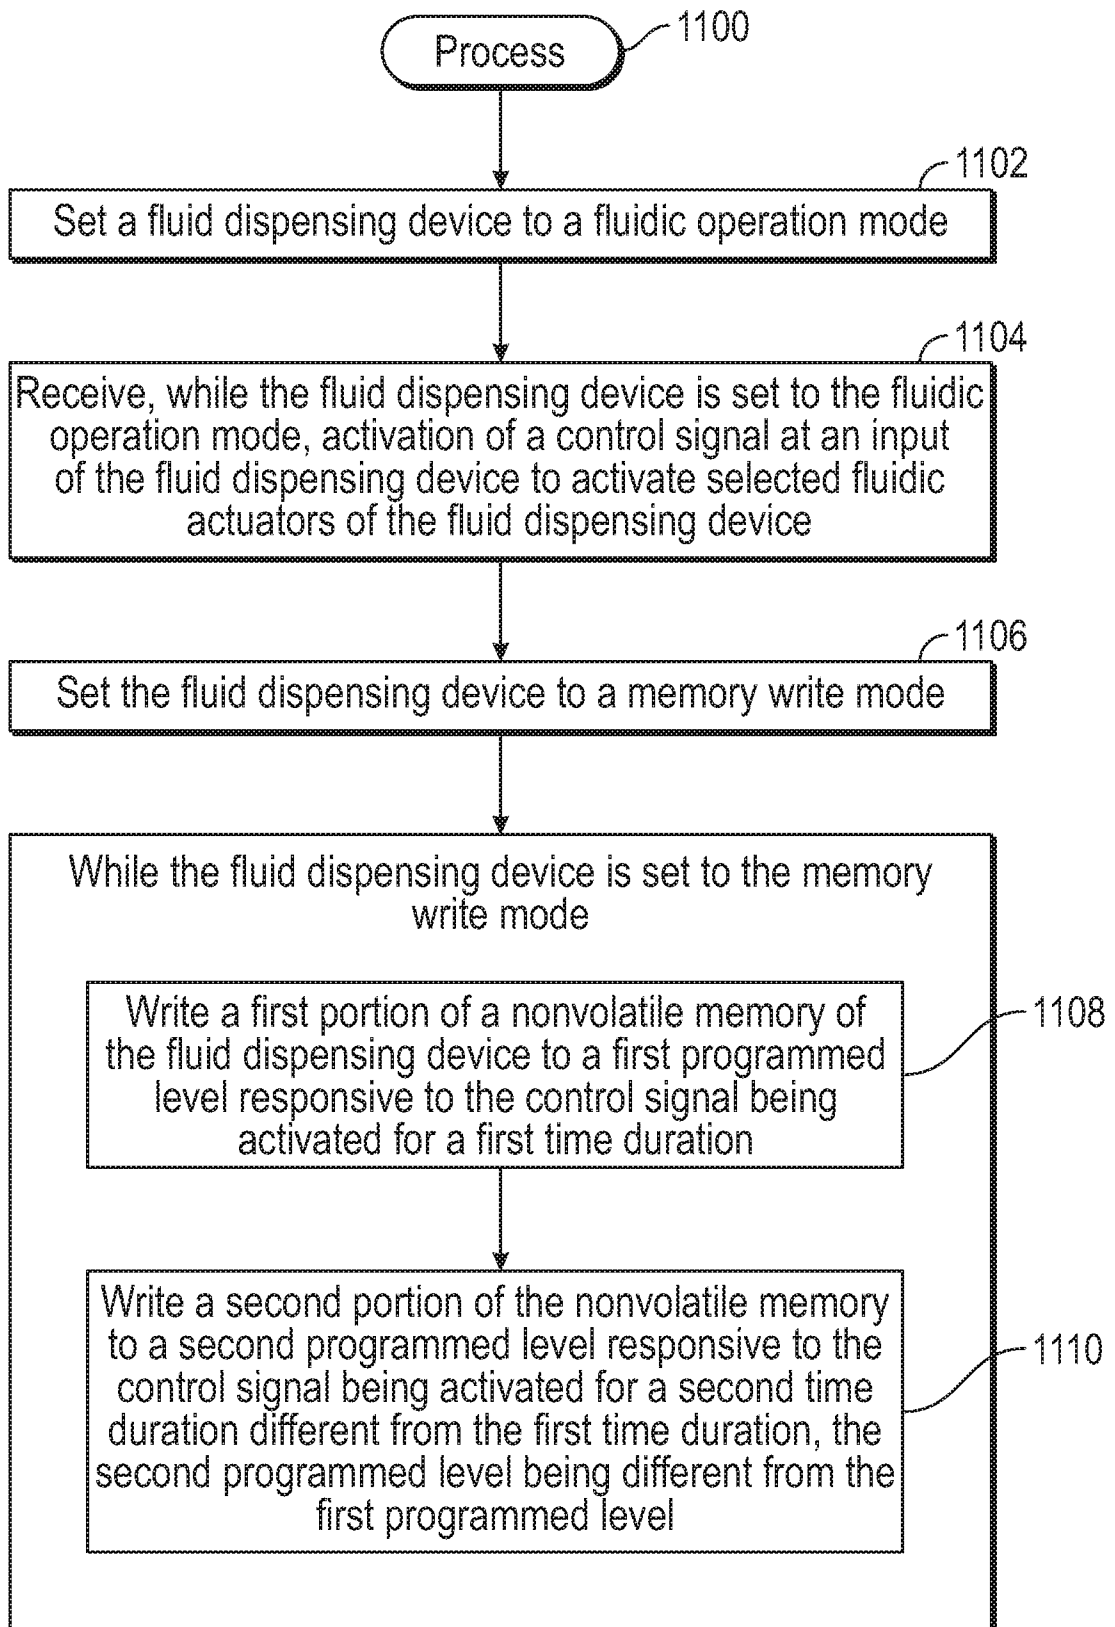 Process
1100
1102
Set a fluid dispensing device to a fluidic operation mode
1104
Receive, while the fluid dispensing device is set to the fluidic
operation mode, activation of a control signal at an input
of the fluid dispensing device to activate selected fluidic
actuators of the fluid dispensing device
1106
Set the fluid dispensing device to a memory write mode
While the fluid dispensing device is set to the memory
write mode
Write a first portion of a nonvolatile memory of
the fluid dispensing device to a first programmed
level responsive to the control signal being
activated for a first time duration
1108
Write a second portion of the nonvolatile memory
to a second programmed level responsive to the
control signal being activated for a second time
duration different from the first time duration, the
second programmed level being different from the
first programmed level
1110